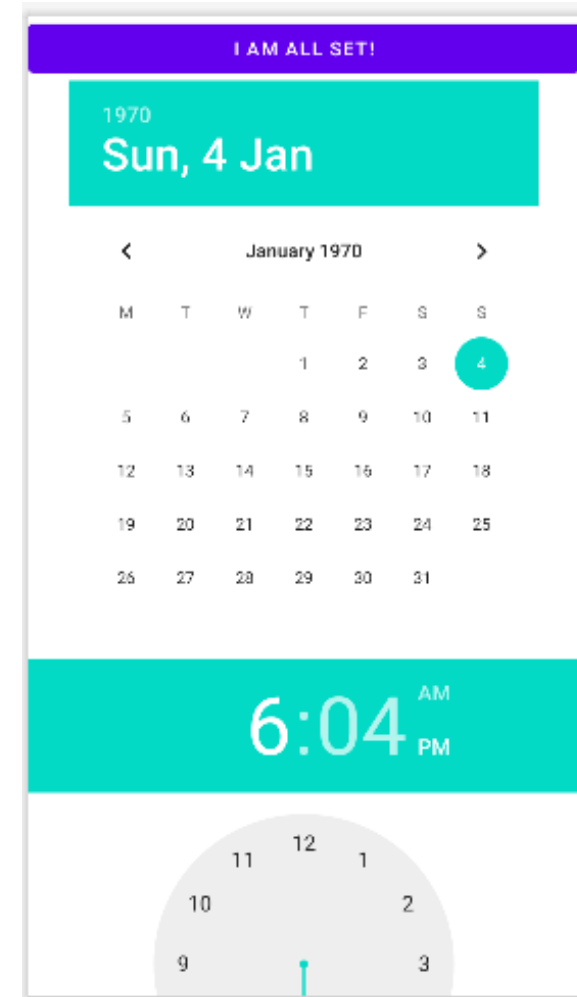 I AM ALL SET!
1970
Sun, 4 Jan
January 1970
M T W T F S S
1 2 3 4
5 6 7 8 9 10 11
12 13 14 15 16 17 18
19 20 21 22 23 24 25
26 27 28 29 30 31
AM
6:04
PM
12
11 1
10 2
9 3